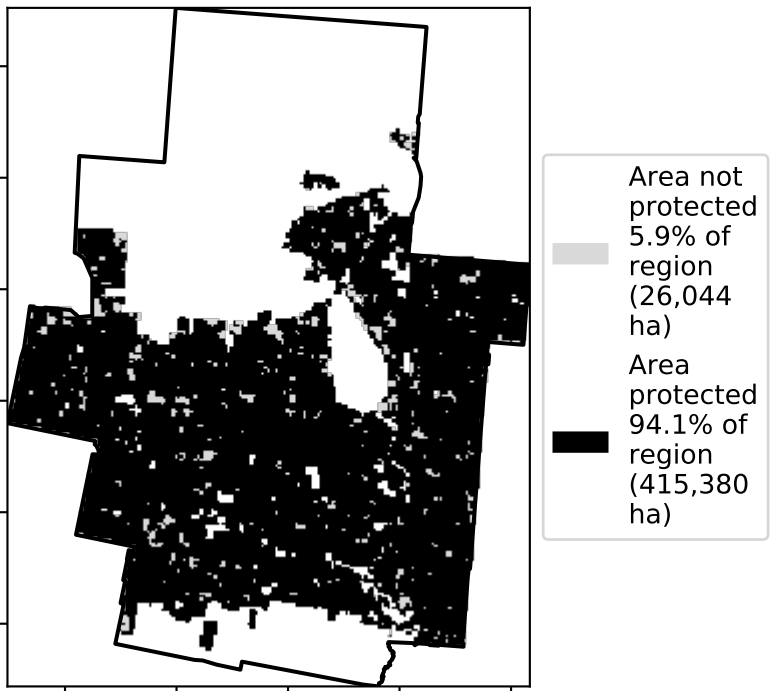 Area not
protected
5.9% of
region
(26,044
ha)
Area
protected
94.1% of
region
(415,380
ha)